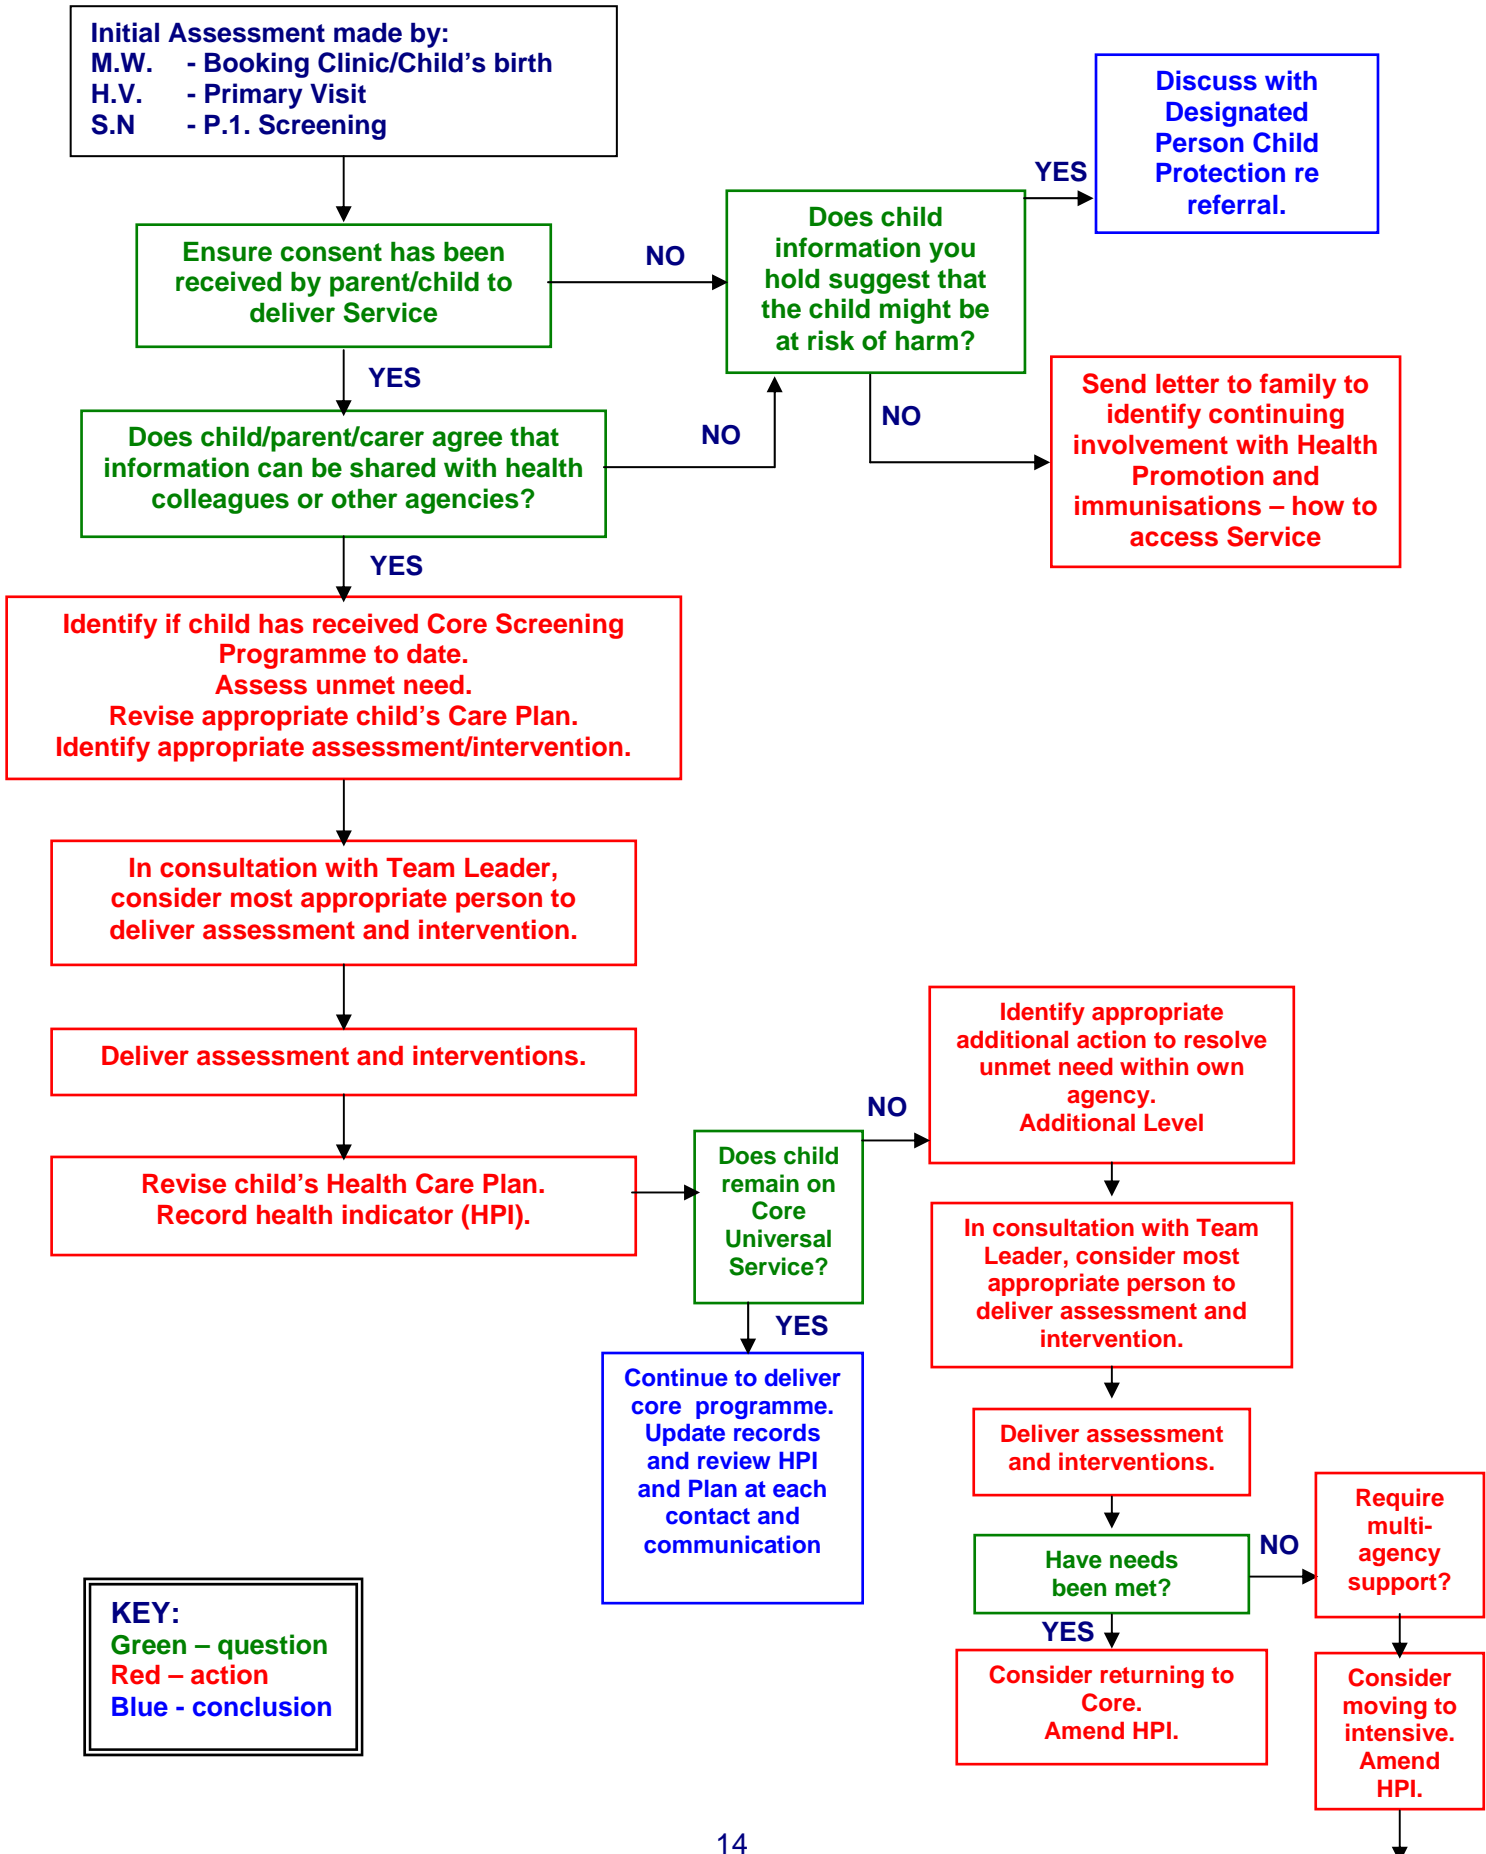 Initial Assessment made by:
M.W. - Booking Clinic/Child's birth
H.V. - Primary Visit
S.N - P.1. Screening
Discuss with
Designated
Person Child
Protection re
referral.
YES
Does child
information you
hold suggest that
the child might be
at risk of harm?
NO
Ensure consent has been
received by parent/child to
deliver Service
YES
NO
Send letter to family to
identify continuing
involvement with Health
Promotion and
immunisations – how to
access Service
NO
Does child/parent/carer agree that
information can be shared with health
colleagues or other agencies?
YES
Identify if child has received Core Screening
Programme to date.
Assess unmet need.
Revise appropriate child's Care Plan.
Identify appropriate assessment/intervention.
In consultation with Team Leader,
consider most appropriate person to
deliver assessment and intervention.
Deliver assessment and interventions.
Revise child's Health Care Plan.
Record health indicator (HPI).
Does child
remain on
Core
Universal
Service?
NO
Identify appropriate
additional action to resolve
unmet need within own
agency.
Additional Level
In consultation with Team
Leader, consider most
appropriate person to
deliver assessment and
intervention.
YES
Continue to deliver
core programme.
Update records
and review HPI
and Plan at each
contact and
communication
Deliver assessment
and interventions.
Have needs
been met?
NO
Require
multi-
agency
support?
YES
Consider returning to
Core.
Amend HPI.
Consider
moving to
intensive.
Amend
HPI.
KEY:
Green – question
Red – action
Blue - conclusion
14